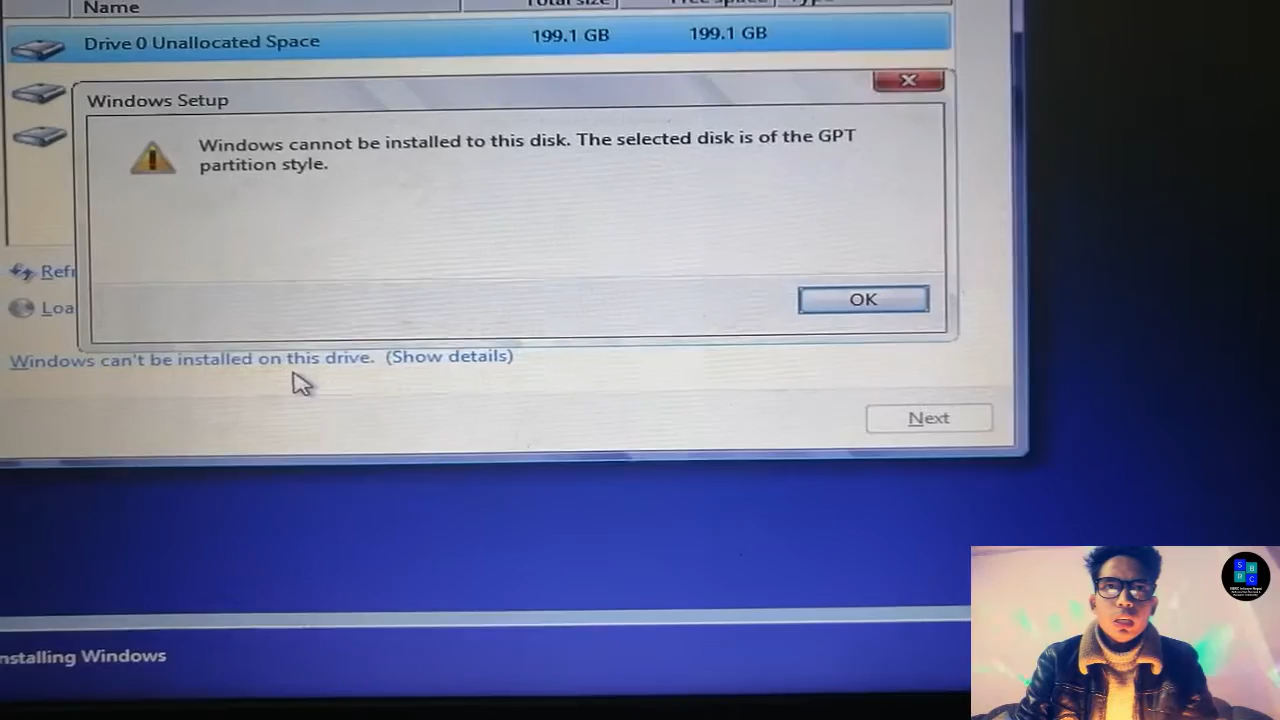 Name
Total size
Free space
Type
Drive 0 Unallocated Space 199.1 GB 199.1 GB
Windows Setup
Windows cannot be installed to this disk. The selected disk is of the GPT
partition style.
Refr
Loa
OK
Windows can't be installed on this drive. (Show details)
Next
nstalling Windows
S B
R C